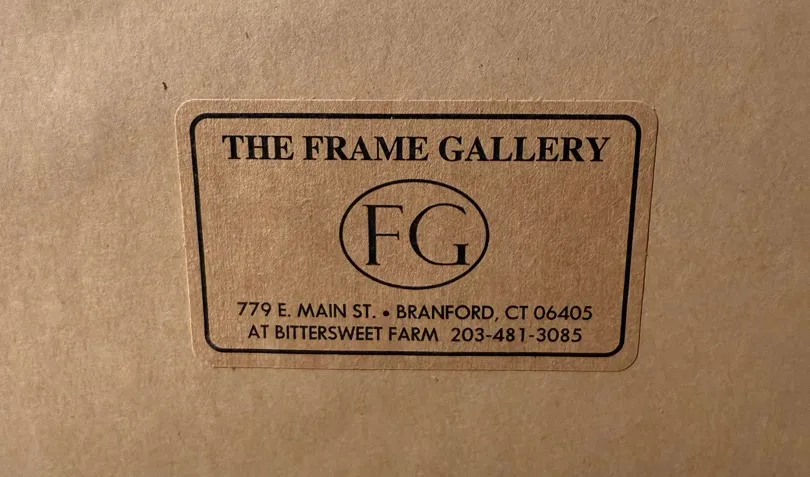 THE FRAME GALLERY
FG
779 E. MAIN ST. • BRANFORD, CT 06405
AT BITTERSWEET FARM 203-481-3085